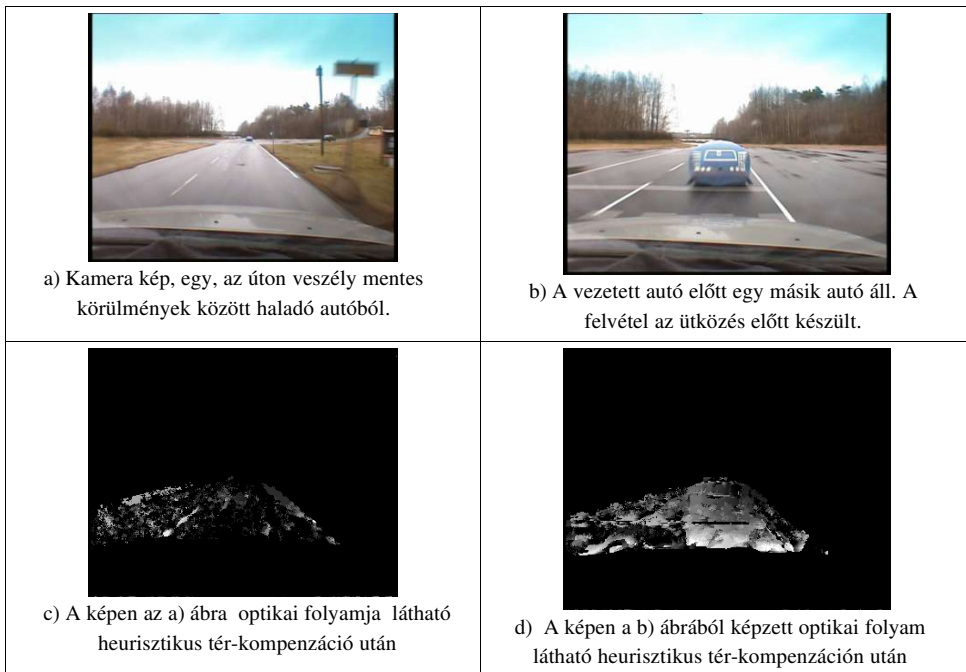 a) Kamera kép, egy, az úton veszély mentes
körülmények között haladó autóból.
b) A vezetett autó előtt egy másik autó áll. A
felvétel az ütközés előtt készült.
c) A képen az a) ábra optikai folyamja látható
heurisztikus tér-kompenzáció után
d) A képen a b) ábrából képzett optikai folyam
látható heurisztikus tér-kompenzáción után